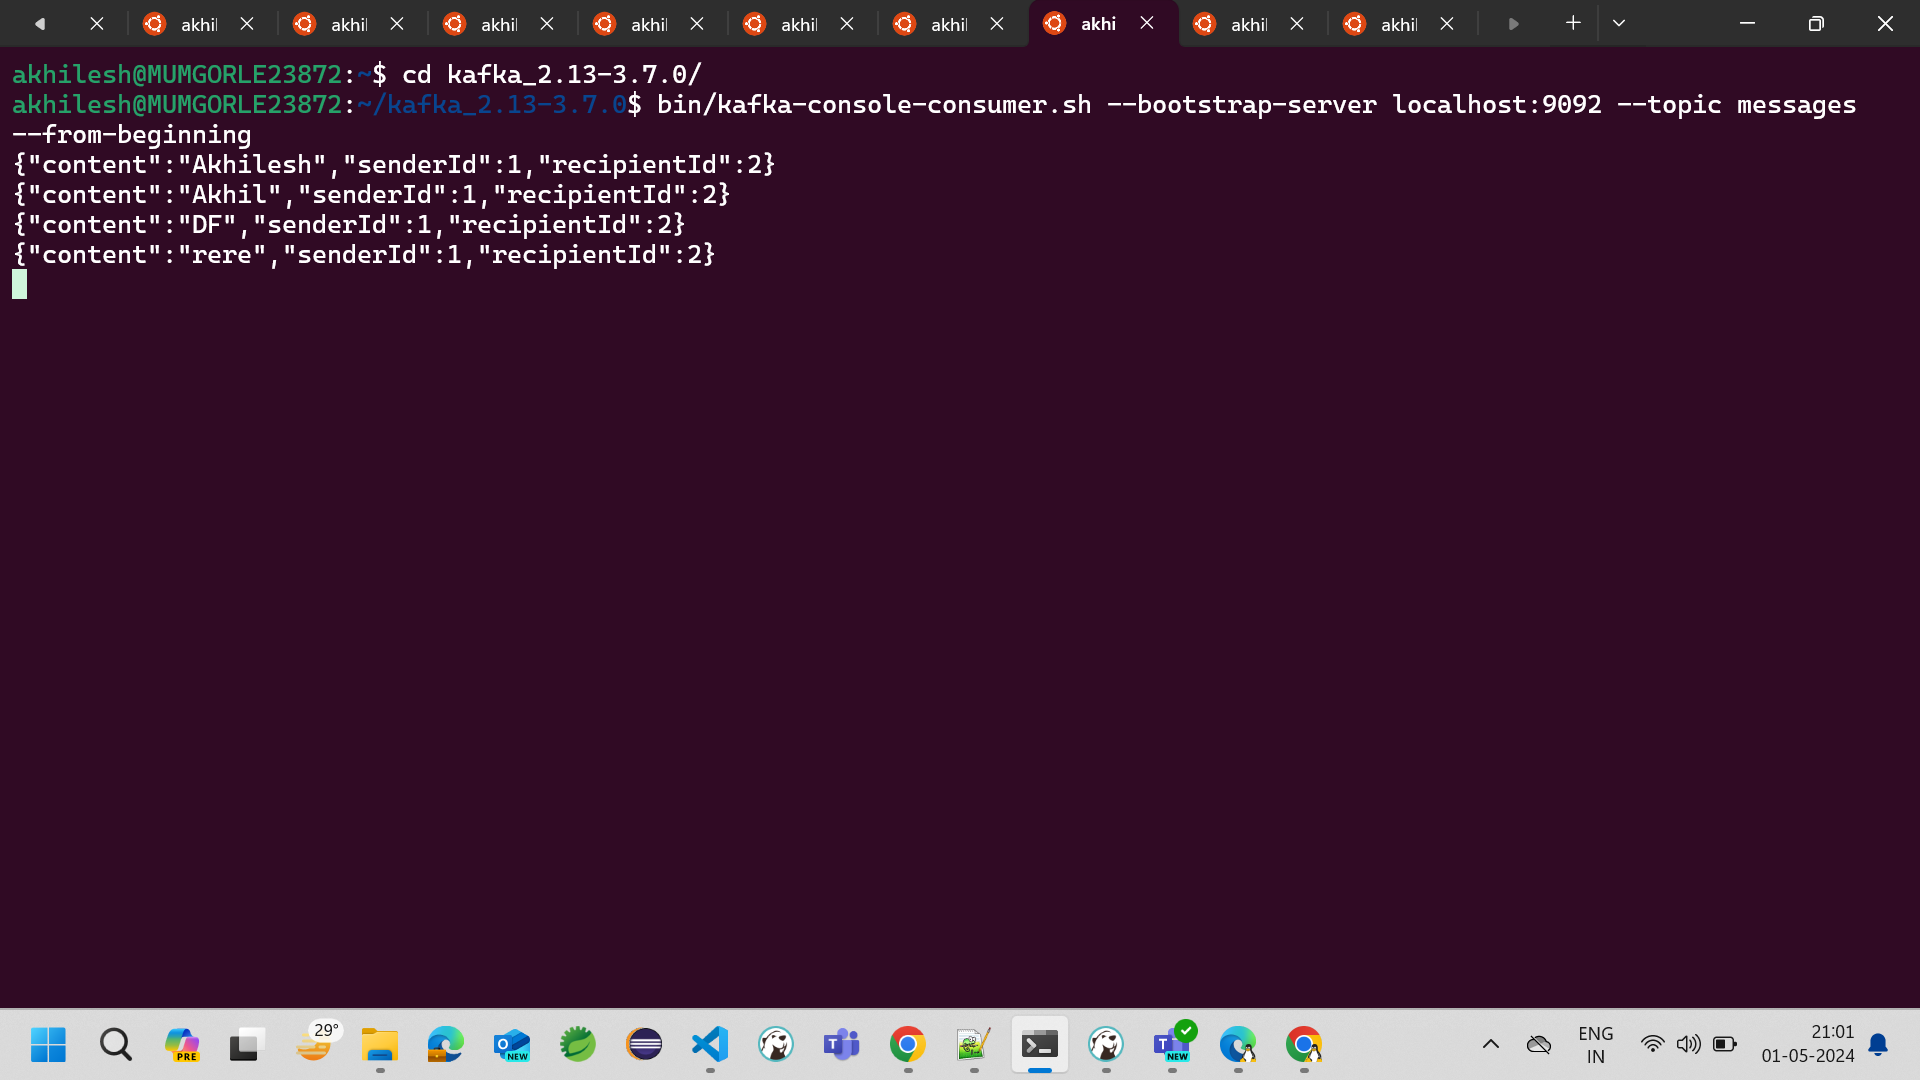 akhil akhil akhil akhil akhil akhil akhi akhil akhil
akhilesh@MUMGORLE23872:~$ cd kafka_2.13-3.7.0/
akhilesh@MUMGORLE23872:~/kafka_2.13-3.7.0$ bin/kafka-console-consumer.sh --bootstrap-server localhost:9092 --topic messages
--from-beginning
{"content":"Akhilesh","senderId":1,"recipientId":2}
{"content":"Akhil","senderId":1,"recipientId":2}
{"content":"DF","senderId":1,"recipientId":2}
{"content":"rere","senderId":1,"recipientId":2}
PRE
29°
NEW
NEW
ENG
IN
21:01
01-05-2024